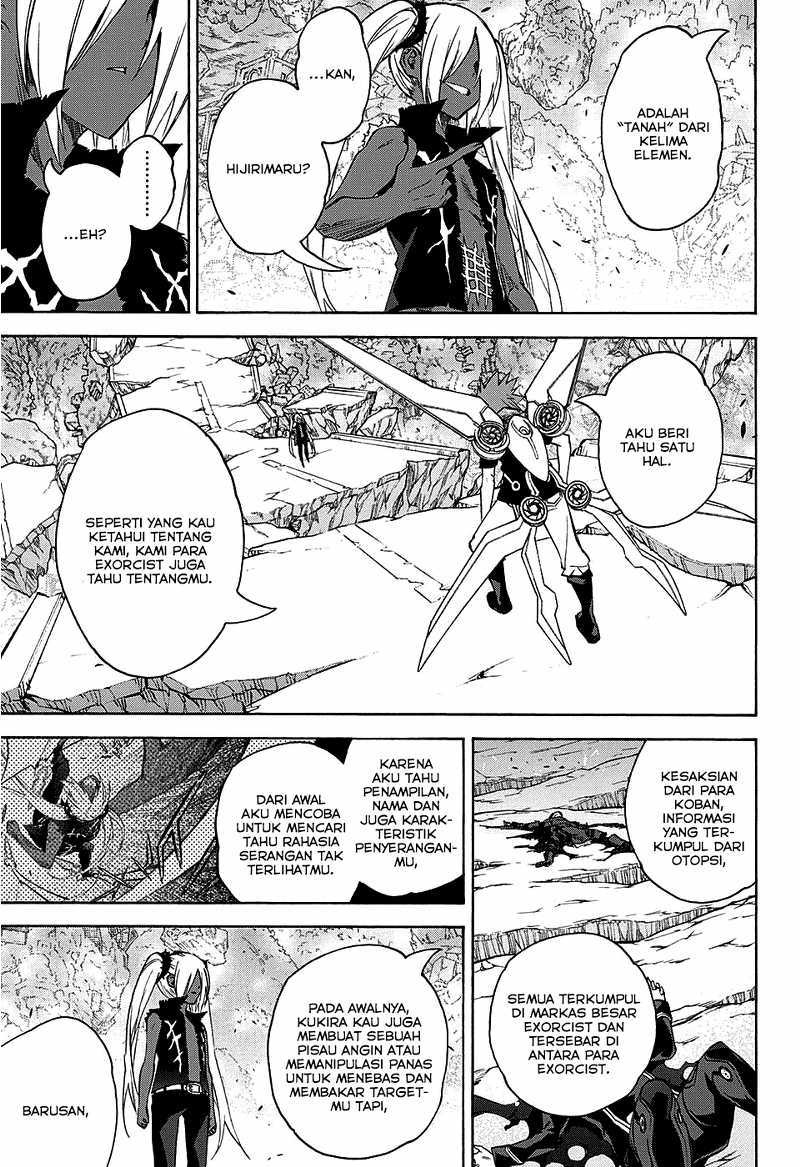 ADALAH
"TANAH" DARI
KELIMA
ELEMEN.
...KAN,
HIJIRIMARU?
.........
...EH?
AKU BERI
TAHU SATU
HAL.
SEPERTI YANG KAU
KETAHUI TENTANG
KAMI, KAMI PARA
EXORCIST JUGA
TAHU TENTANGMU.
KESAKSIAN
DARI PARA
KOBAN,
INFORMASI
YANG TER-
KUMPUL DARI
OTOPSI,
SEMUA TERKUMPUL
DI MARKAS BESAR
EXORCIST DAN
TERSEBAR DI
ANTARA PARA
EXORCIST.
KARENA
AKU TAHU
PENAMPILAN,
NAMA DAN
JUGA KARAK-
TERISTIK
PENYERANGAN-
MU,
DARI AWAL
AKU MENCOBA
UNTUK MENCARI
TAHU RAHASIA
SERANGAN TAK
TERLIHATMU.
PADA AWALNYA,
KUKIRA KAU JUGA
MEMBUAT SEBUAH
PISAU ANGIN ATAU
MEMANIPULASI PANAS
UNTUK MENEBAS DAN
MEMBAKAR TARGET-
MU TAPI,
BARUSAN,